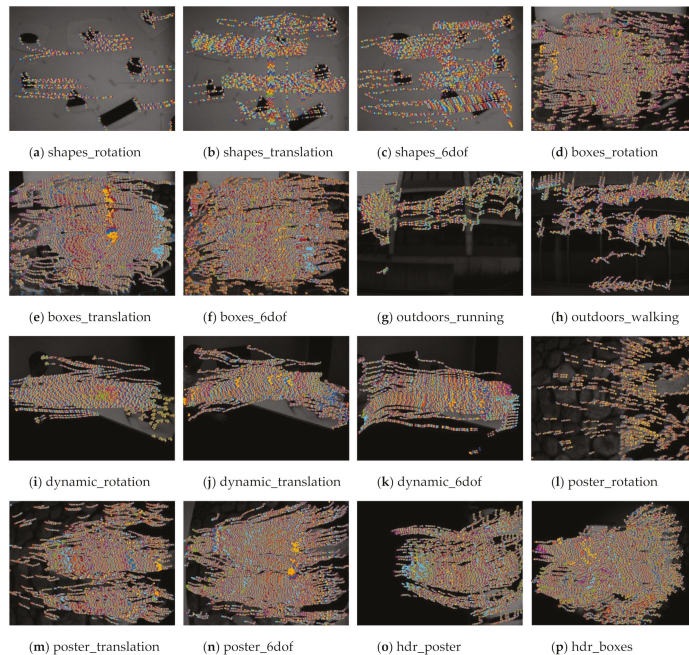 (a) shapes_rotation (b) shapes_translation (c) shapes_6dof (d) boxes_rotation
(e) boxes_translation (f) boxes_6dof (g) outdoors_running (h) outdoors_walking
(i) dynamic_rotation (j) dynamic_translation (k) dynamic_6dof (l) poster_rotation
(m) poster_translation (n) poster_6dof (o) hdr_poster (p) hdr_boxes